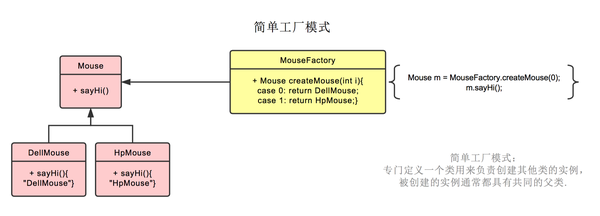 简单工厂模式
Mouse
+ sayHi()
MouseFactory
+ Mouse createMouse(int i){
case 0: return DellMouse;
case 1: return HpMouse;}
Mouse m = MouseFactory.createMouse(0);
m.sayHi();
DellMouse
+ sayHi(){
"DellMouse"}
HpMouse
+ sayHi(){
"HpMouse"}
简单工厂模式：
专门定义一个类用来负责创建其他类的实例，
被创建的实例通常都具有共同的父类.